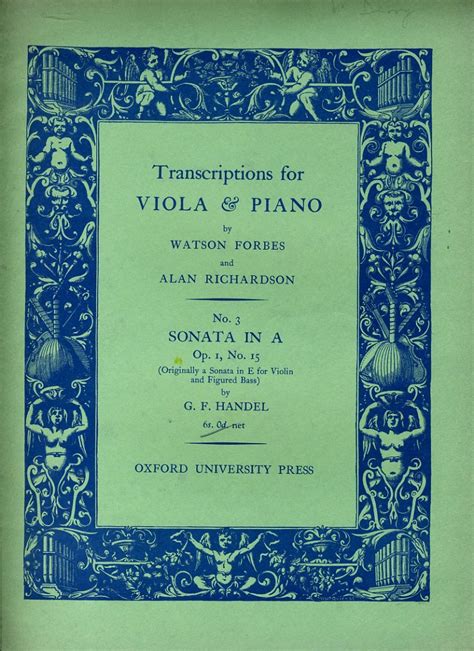 Transcriptions for
VIOLA & PIANO
by
WATSON FORBES
and
ALAN RICHARDSON
No. 3
SONATA IN A
Op. 1, No. 15
(Originally a Sonata in E for Violin
and Figured Bass)
by
G. F. HANDEL
6s. 0d. net
OXFORD UNIVERSITY PRESS